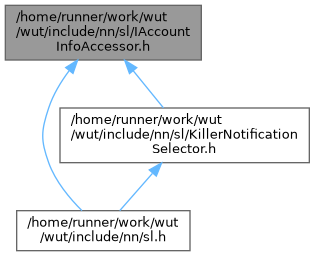 /home/runner/work/wut
/wut/include/nn/sl/IAccount
InfoAccessor.h
/home/runner/work/wut
/wut/include/nn/sl/KillerNotification
Selector.h
/home/runner/work/wut
/wut/include/nn/sl.h